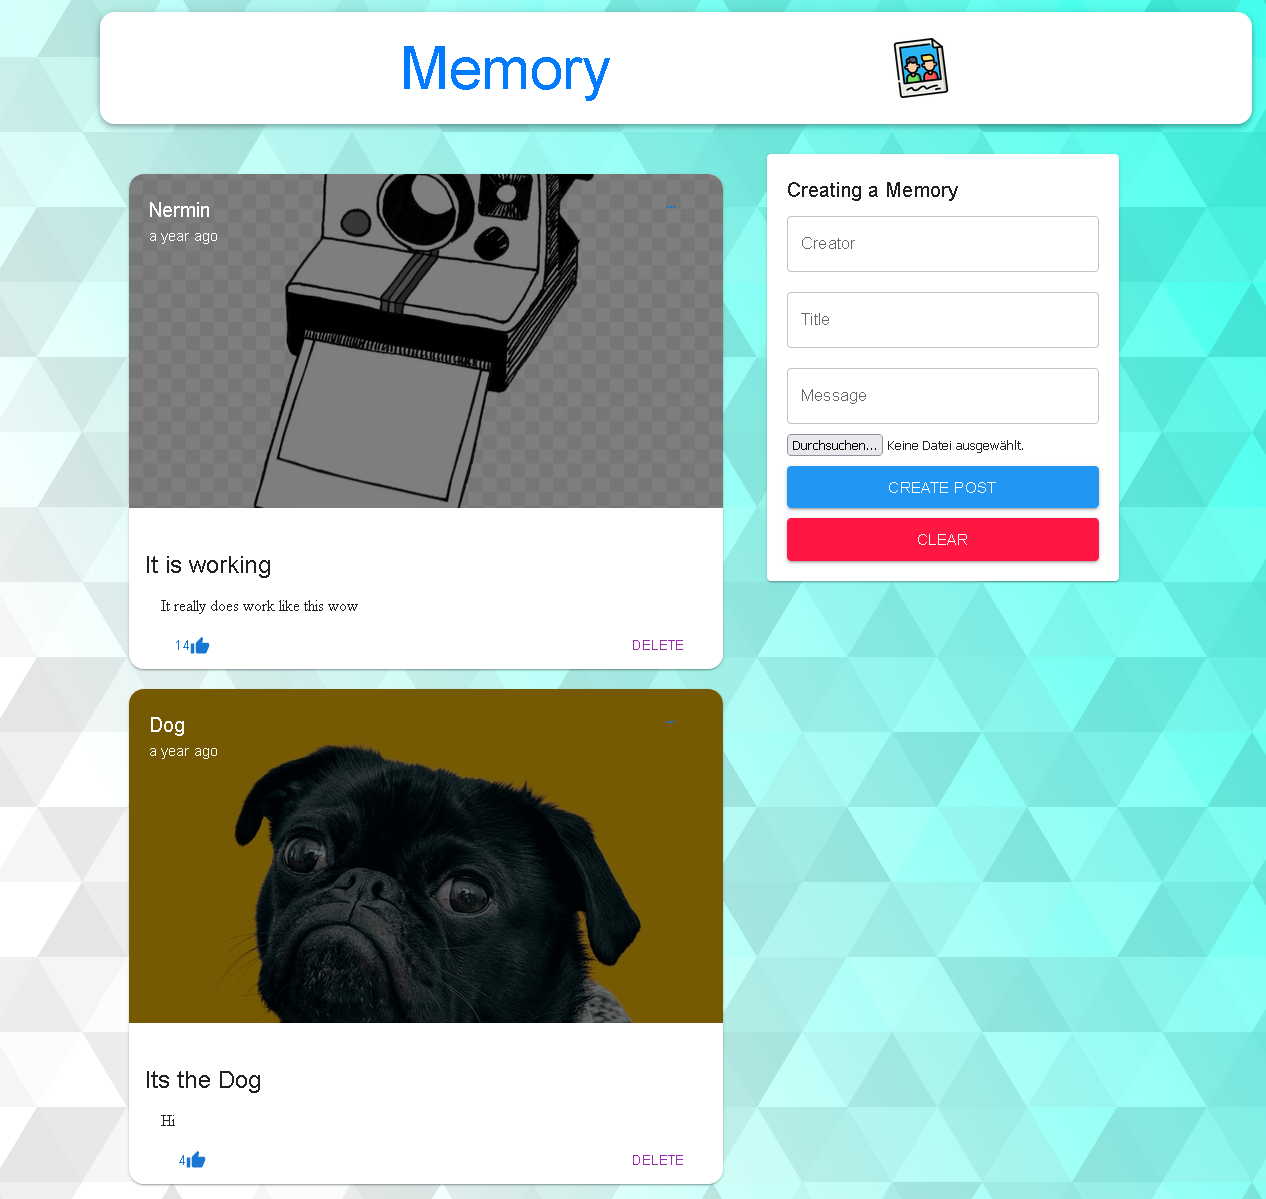 Memory
Nermin
...
a year ago
It is working
It really does work like this wow
14
DELETE
Dog
...
a year ago
Its the Dog
Hi
4
DELETE
Creating a Memory
Creator
Title
Message
Durchsuchen... Keine Datei ausgewählt.
CREATE POST
CLEAR